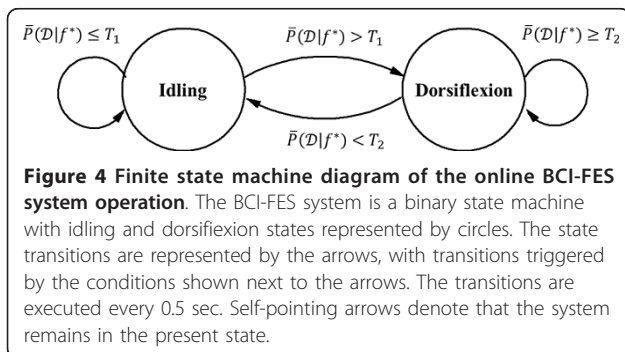 P̄(𝒟|f*) ≤ T₁
P̄(𝒟|f*) > T₁
P̄(𝒟|f*) ≥ T₂
Idling
Dorsiflexion
P̄(𝒟|f*) < T₂
Figure 4 Finite state machine diagram of the online BCI-FES
system operation. The BCI-FES system is a binary state machine
with idling and dorsifiexion states represented by circles. The state
transitions are represented by the arrows, with transitions triggered
by the conditions shown next to the arrows. The transitions are
executed every 0.5 sec. Self-pointing arrows denote that the system
remains in the present state.